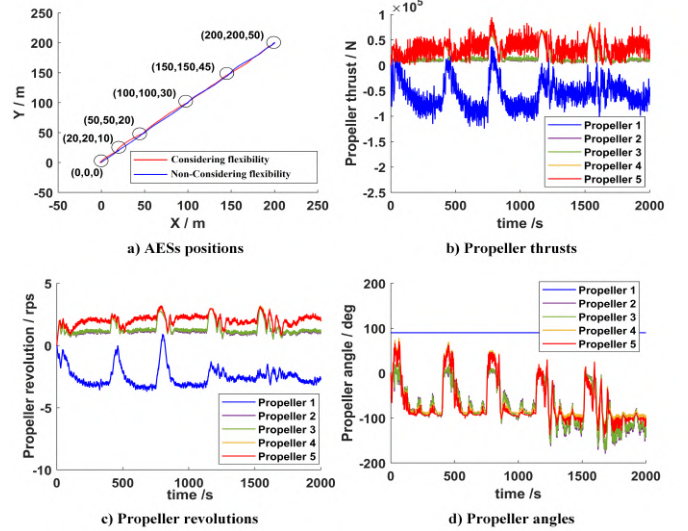 250
200
150
100
50
0
-50
-50
0
50
100
150
200
250
Y / m
X / m
(200,200,50)
(150,150,45)
(100,100,30)
(50,50,20)
(20,20,10)
(0,0,0)
Considering flexibility
Non-Considering flexibility
a) AESs positions
×10⁵
1
0.5
0
-0.5
-1
-1.5
-2
-2.5
0
500
1000
1500
2000
Propeller thrust / N
time /s
Propeller 1
Propeller 2
Propeller 3
Propeller 4
Propeller 5
b) Propeller thrusts
5
0
-5
-10
0
500
1000
1500
2000
Propeller revolution / rps
time /s
Propeller 1
Propeller 2
Propeller 3
Propeller 4
Propeller 5
c) Propeller revolutions
200
100
0
-100
-200
0
500
1000
1500
2000
Propeller angle / deg
time /s
Propeller 1
Propeller 2
Propeller 3
Propeller 4
Propeller 5
d) Propeller angles